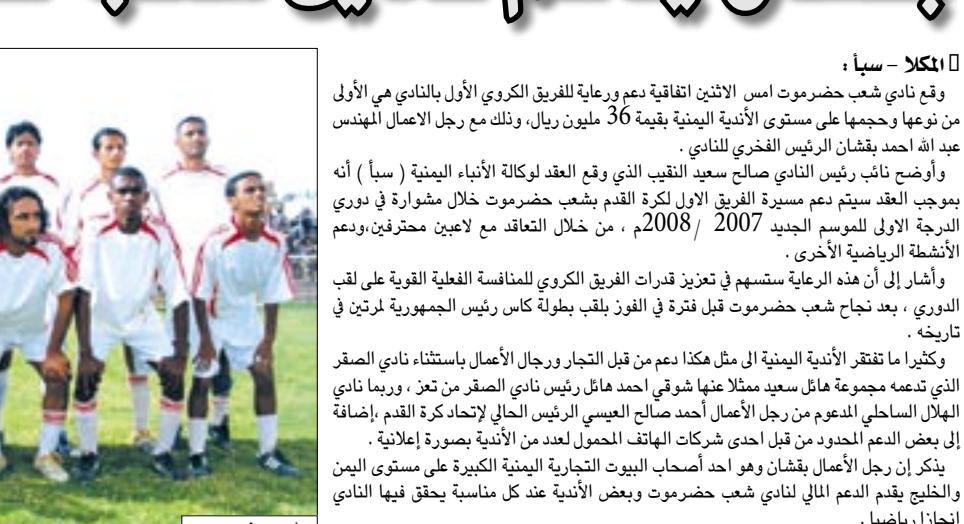 المكلا – سبأ :
وقع نادي شعب حضرموت امس الاثنين اتفاقية دعم ورعاية للفريق الكروي الأول بالنادي هي الأولى
من نوعها وحجمها على مستوى الأندية اليمنية بقيمة 36 مليون ريال، وذلك مع رجل الاعمال المهندس
عبد الله احمد بقشان الرئيس الفخري للنادي .
وأوضح نائب رئيس النادي صالح سعيد النقيب الذي وقع العقد لوكالة الأنباء اليمنية ( سبأ ) أنه
بموجب العقد سيتم دعم مسيرة الفريق الاول لكرة القدم بشعب حضرموت خلال مشوارة في دوري
الدرجة الاولى للموسم الجديد 2007 / 2008م ، من خلال التعاقد مع لاعبين محترفين،ودعم
الأنشطة الرياضية الأخرى .
وأشار إلى أن هذه الرعاية ستسهم في تعزيز قدرات الفريق الكروي للمنافسة الفعلية القوية على لقب
الدوري ، بعد نجاح شعب حضرموت قبل فترة في الفوز بلقب بطولة كاس رئيس الجمهورية لمرتين في
تاريخه .
وكثيرا ما تفتقر الأندية اليمنية الى مثل هكذا دعم من قبل التجار ورجال الأعمال باستثناء نادي الصقر
الذي تدعمه مجموعة هائل سعيد ممثلا عنها شوقي احمد هائل رئيس نادي الصقر من تعز ، وربما نادي
الهلال الساحلي المدعوم من رجل الأعمال أحمد صالح العيسي الرئيس الحالي لإتحاد كرة القدم ،إضافة
إلى بعض الدعم المحدود من قبل احدى شركات الهاتف المحمول لعدد من الأندية بصورة إعلانية .
يذكر إن رجل الأعمال بقشان وهو احد أصحاب البيوت التجارية اليمنية الكبيرة على مستوى اليمن
والخليج يقدم الدعم المالي لنادي شعب حضرموت وبعض الأندية عند كل مناسبة يحقق فيها النادي
انجازا رياضيا .